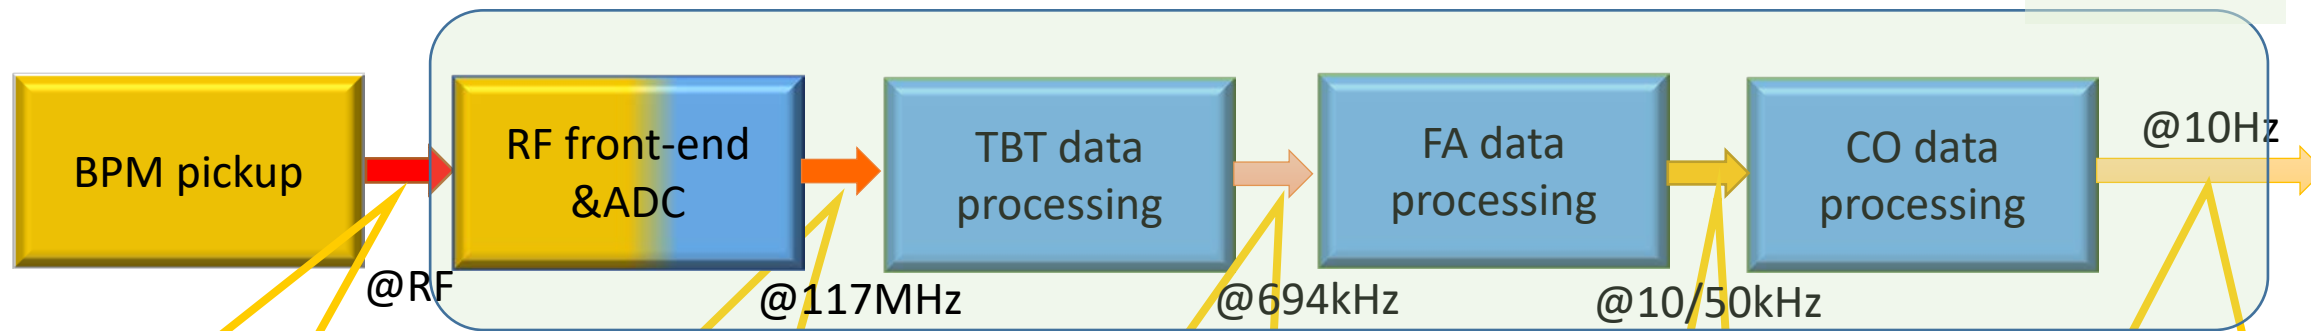 BPM pickup
@RF
RF front-end
&ADC
@117MHz
TBT data
processing
@694kHz
FA data
processing
@10/50kHz
CO data
processing
@10Hz